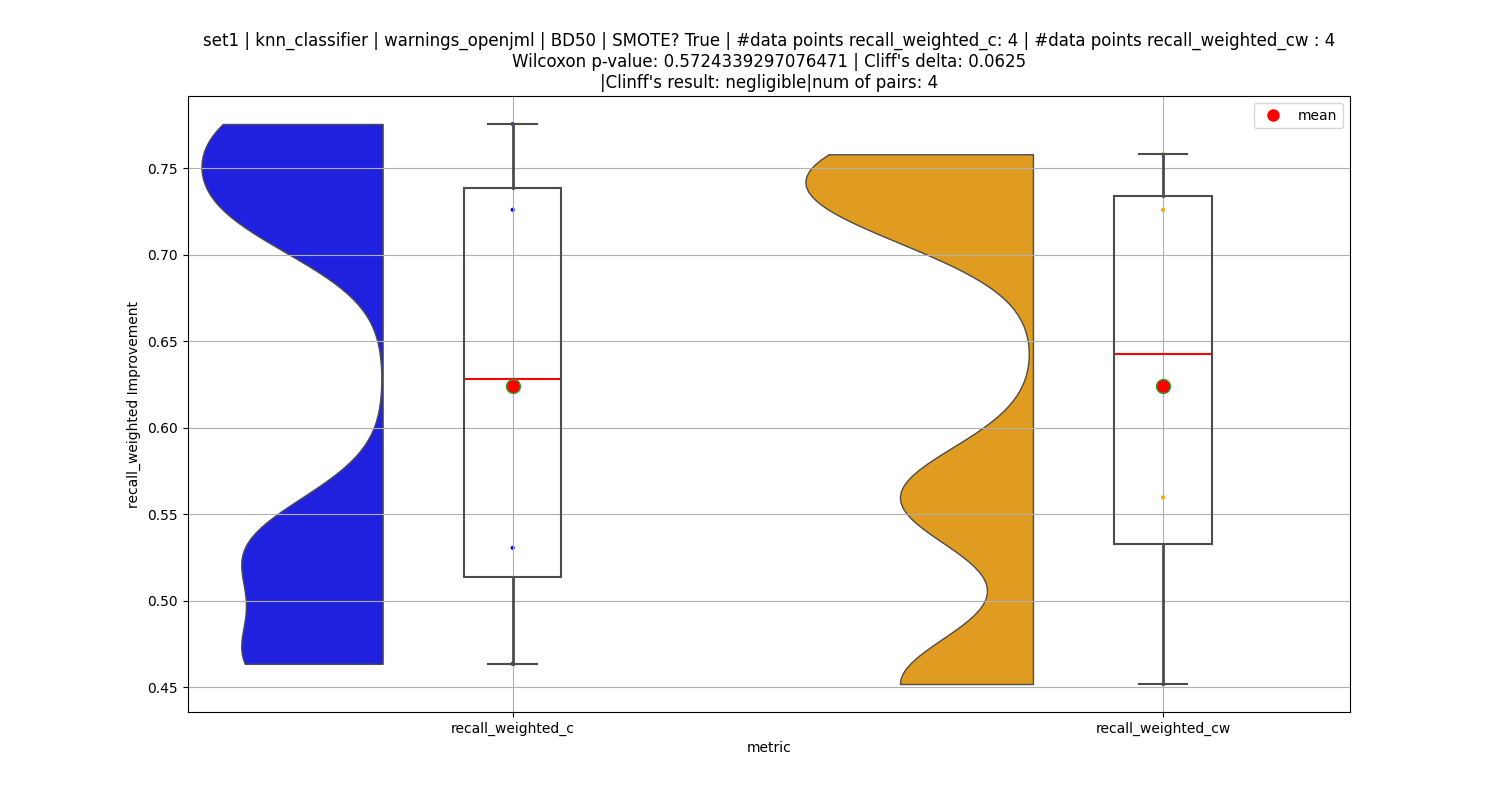 set1 | knn_classifier | warnings_openjml | BD50 | SMOTE? True | #data points recall_weighted_c: 4 | #data points recall_weighted_cw : 4
Wilcoxon p-value: 0.5724339297076471 | Cliff's delta: 0.0625
|Clinff's result: negligible|num of pairs: 4
mean
0.75
0.70
0.65
0.60
0.55
0.50
0.45
recall_weighted Improvement
recall_weighted_c
recall_weighted_cw
metric